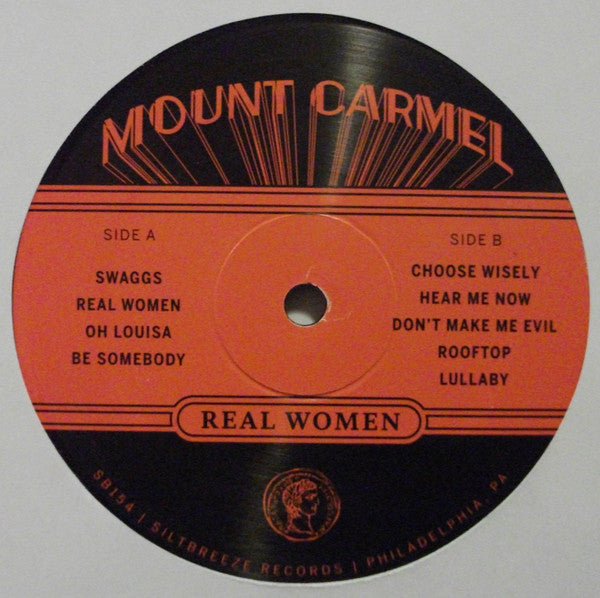 MOUNT CARMEL
SIDE A
SWAGGS
REAL WOMEN
OH LOUISA
BE SOMEBODY
SIDE B
CHOOSE WISELY
HEAR ME NOW
DON'T MAKE ME EVIL
ROOFTOP
LULLABY
REAL WOMEN
SB154 | SILTBREEZE RECORDS | PHILADELPHIA, PA